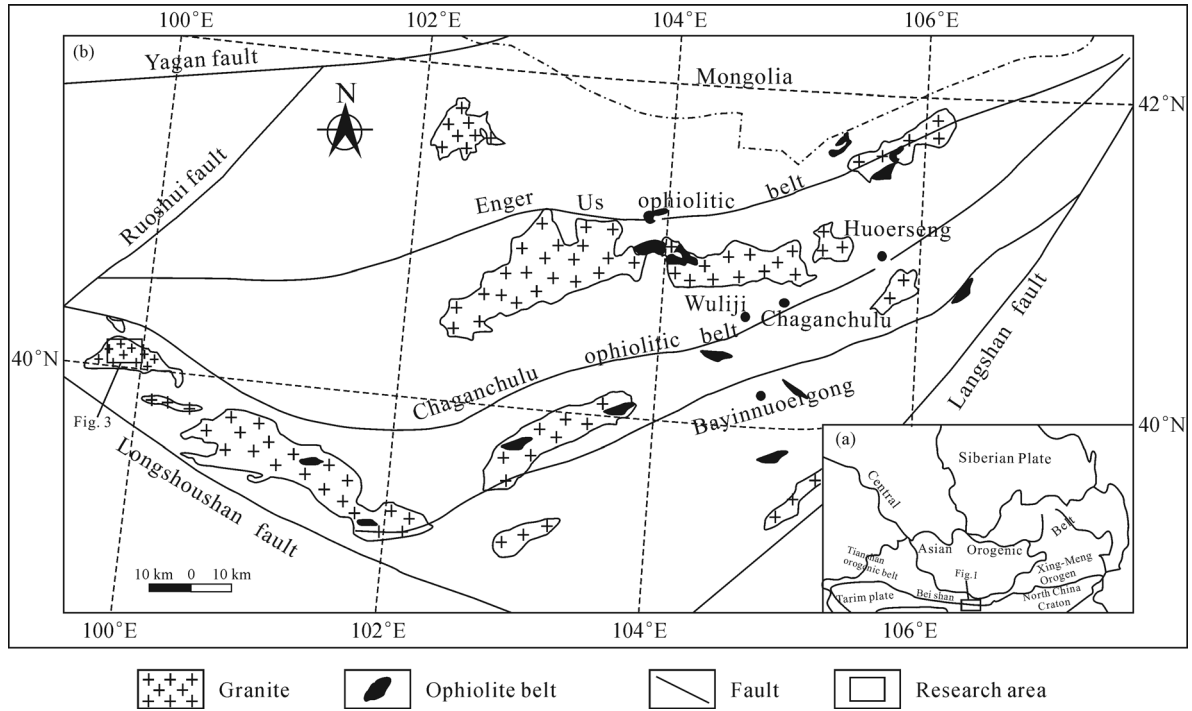 100°E 102°E 104°E 106°E
(b)
Yagan fault
Mongolia
42°N
N
Ruoshui fault
Enger Us ophiolitic belt
Huoerseng
Wuliji
Chaganchulu
Chaganchulu ophiolitic belt
Langshan fault
40°N
Fig. 3
Bayinnuoergong
40°N
Longshoushan fault
10 km 0 10 km
(a)
Siberian Plate
Central Asian Orogenic Belt
Tianshan
orogenic belt
Fig.1
Xing-Meng
Orogen
Tarim plate
Bei shan
North China
Craton
100°E 102°E 104°E 106°E
Granite
Ophiolite belt
Fault
Research area